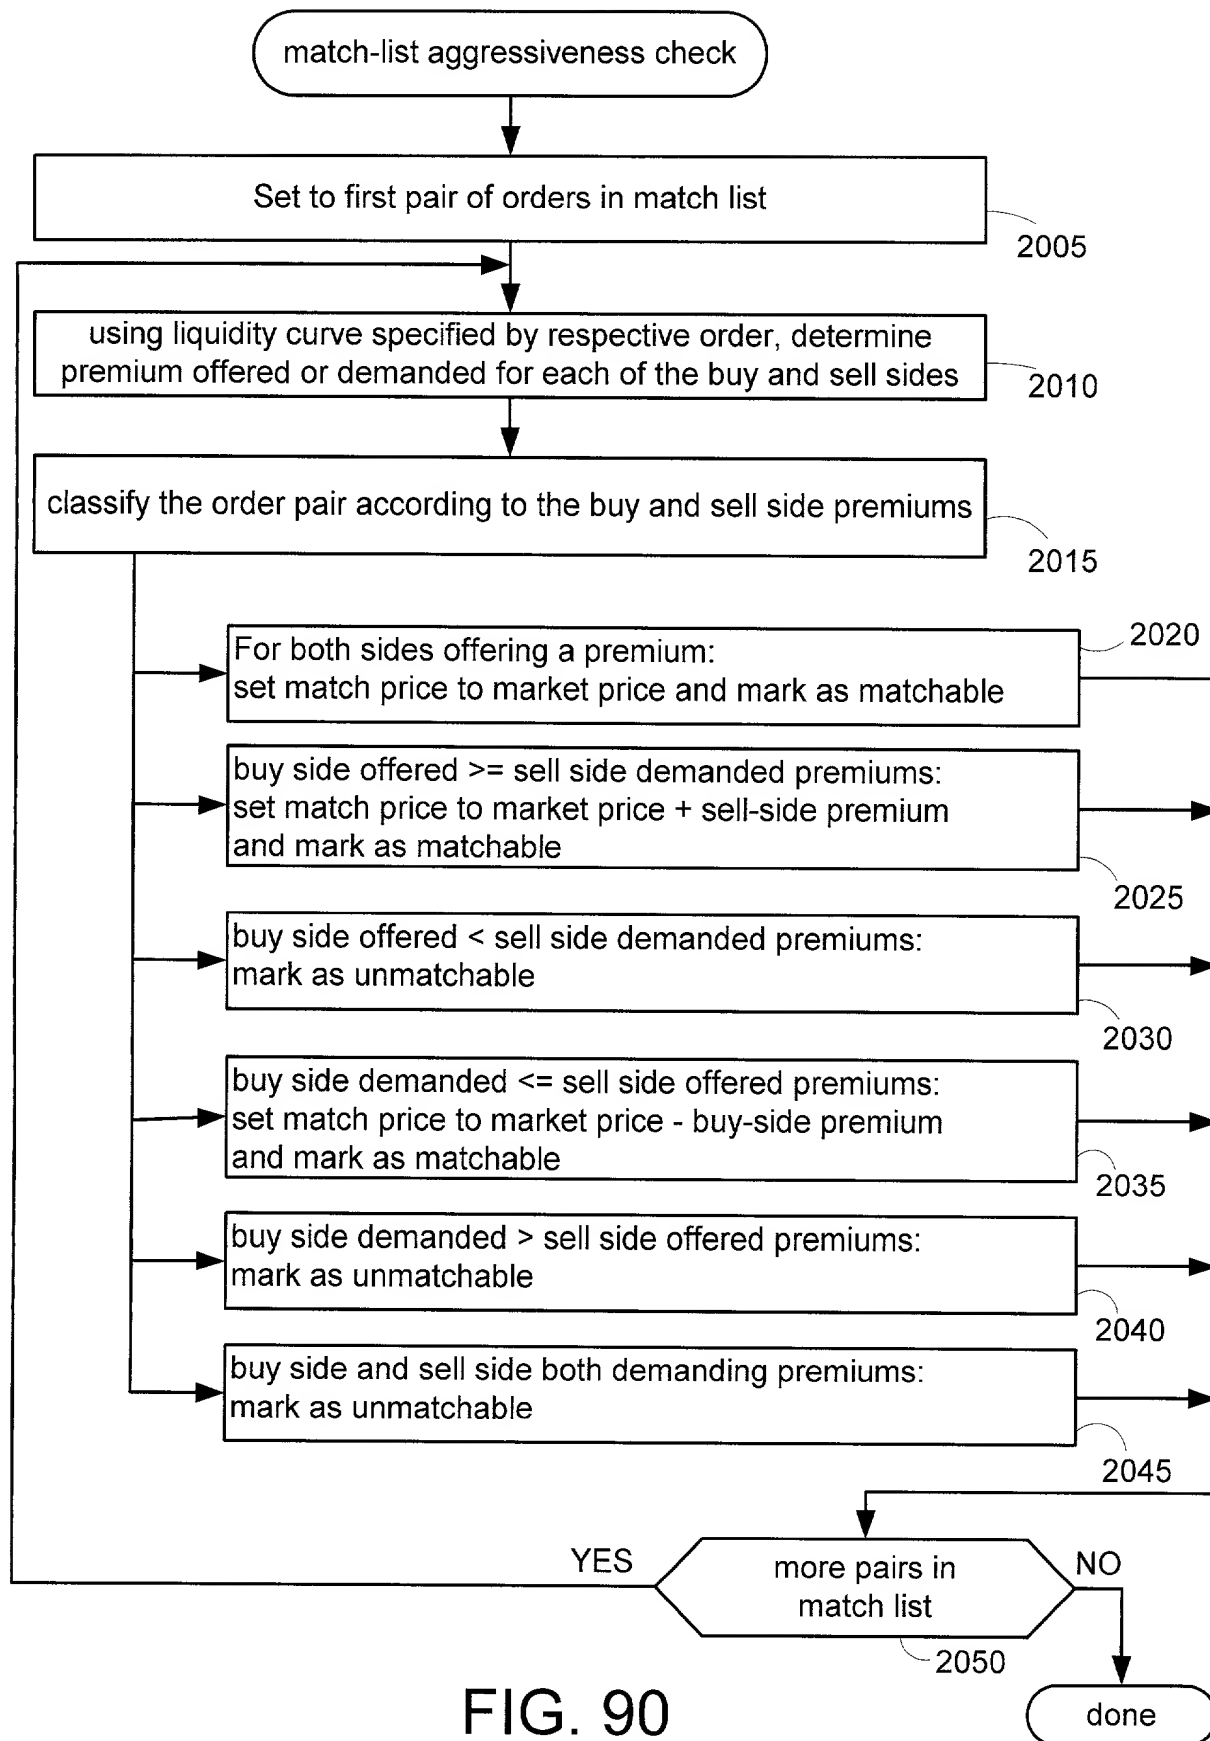 match-list aggressiveness check
Set to first pair of orders in match list
2005
using liquidity curve specified by respective order, determine
premium offered or demanded for each of the buy and sell sides
2010
classify the order pair according to the buy and sell side premiums
2015
2020
For both sides offering a premium:
set match price to market price and mark as matchable
buy side offered >= sell side demanded premiums:
set match price to market price + sell-side premium
and mark as matchable
2025
buy side offered < sell side demanded premiums:
mark as unmatchable
2030
buy side demanded <= sell side offered premiums:
set match price to market price - buy-side premium
and mark as matchable
2035
buy side demanded > sell side offered premiums:
mark as unmatchable
2040
buy side and sell side both demanding premiums:
mark as unmatchable
2045
YES
more pairs in
match list
NO
2050
done
FIG. 90